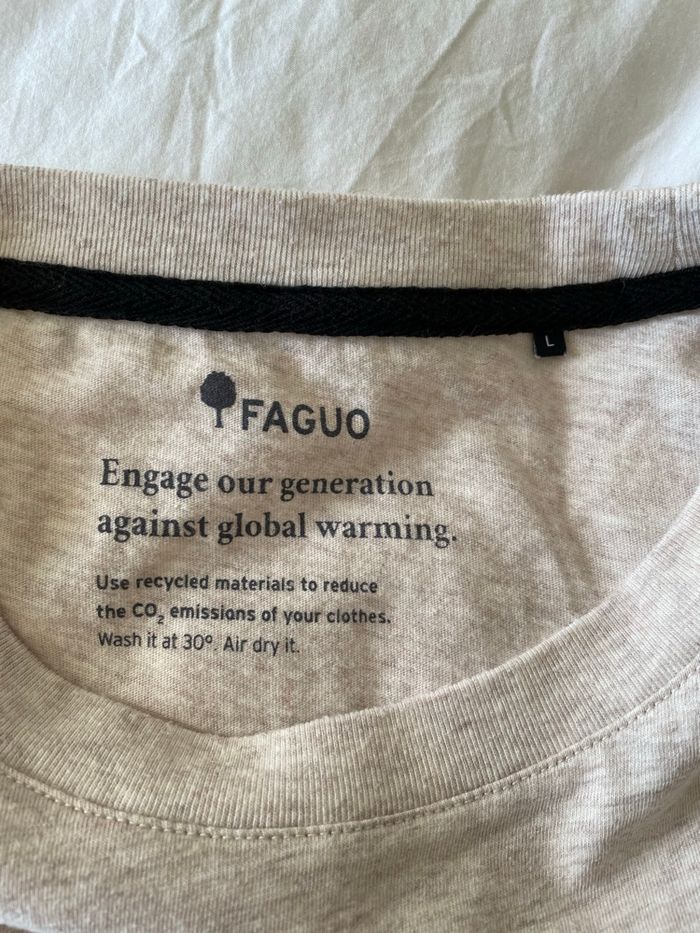 L
FAGUO
Engage our generation
against global warming.
Use recycled materials to reduce
the CO₂ emissions of your clothes.
Wash it at 30°. Air dry it.